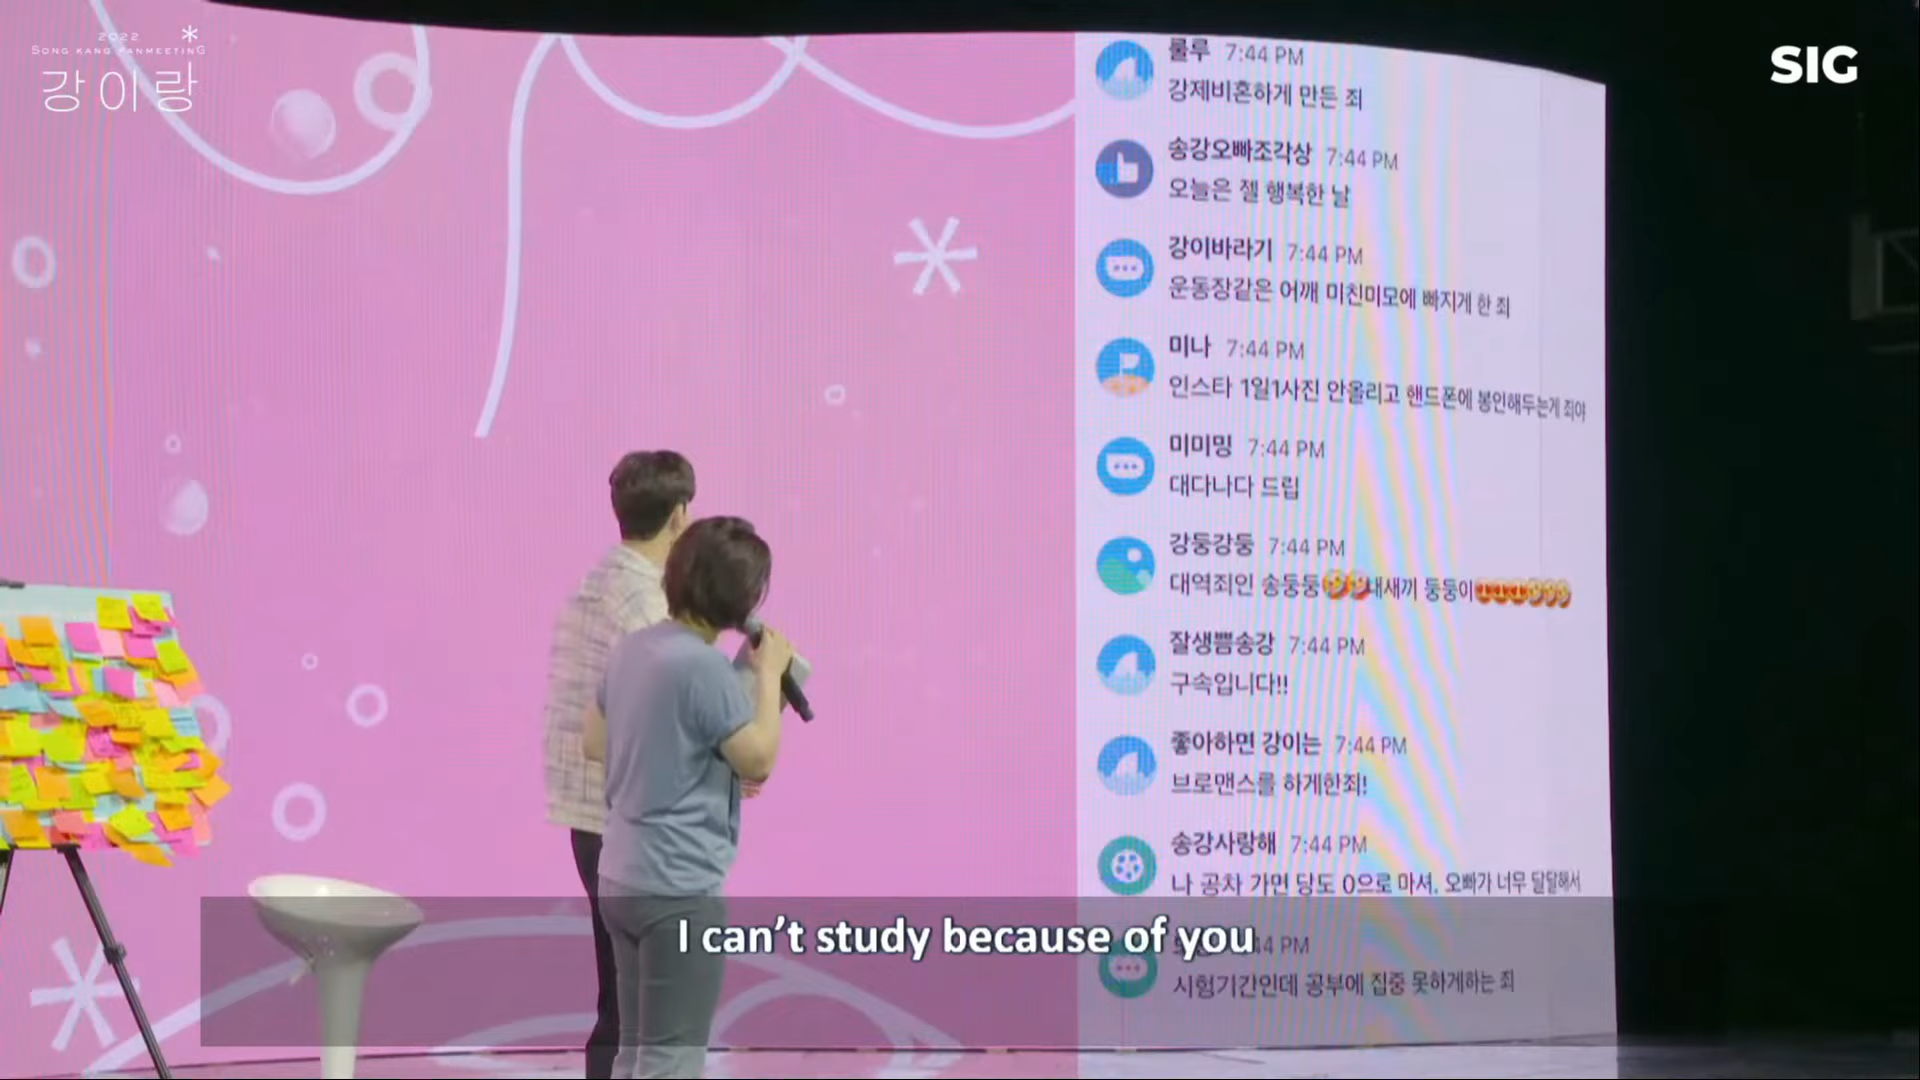 2022
SONG KANG FANMEETING
강이랑
SIG
룰루 7:44 PM
강제비혼하게 만든 죄
송강오빠조각상 7:44 PM
오늘은 젤 행복한 날
강이바라기 7:44 PM
운동장같은 어깨 미친미모에 빠지게 한 죄
미나 7:44 PM
인스타 1일1사진 안올리고 핸드폰에 봉인해두는게 죄야
미미밍 7:44 PM
대다나다 드립
강둥강둥 7:44 PM
대역죄인 송둥둥🤣🤣내새끼 둥둥이
잘생쁨송강 7:44 PM
구속입니다!!
좋아하면 강이는 7:44 PM
브로맨스를 하게한죄!
송강사랑해 7:44 PM
나 공차 가면 당도 0으로 마셔. 오빠가 너무 달달해서
I can't study because of you
44 PM
시험기간인데 공부에 집중 못하게하는 죄